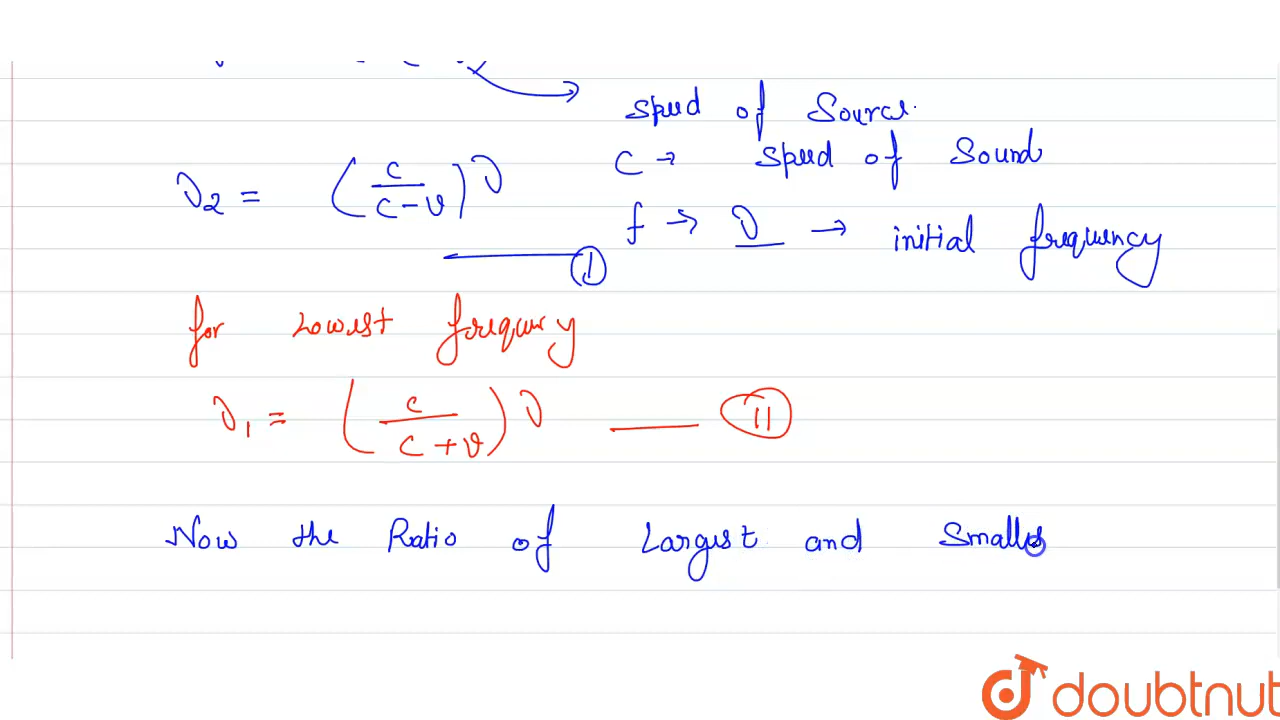 speed of Source.
C → speed of Sound
ν₂ = (c / c - v) ν
f → ν → initial frequency
I
for Lowest frequency
ν₁ = (c / c + v) ν —— II
Now the Ratio of Largest and Smalles
doubtnut